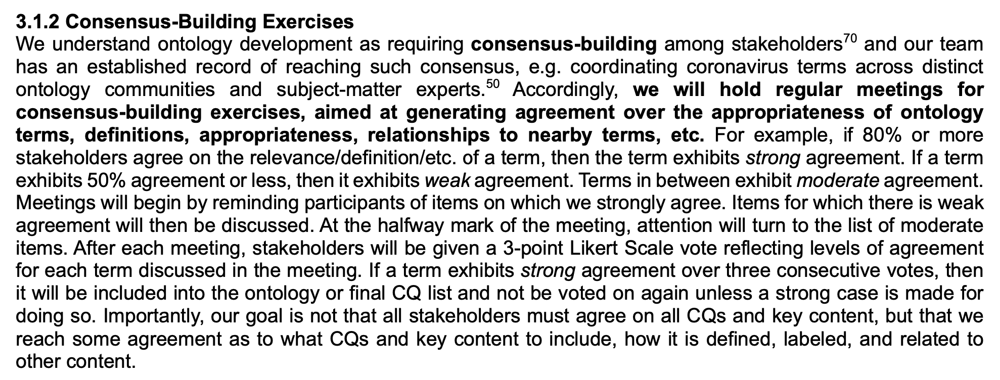 3.1.2 Consensus-Building Exercises
We understand ontology development as requiring consensus-building among stakeholders70 and our team
has an established record of reaching such consensus, e.g. coordinating coronavirus terms across distinct
ontology communities and subject-matter experts.50 Accordingly, we will hold regular meetings for
consensus-building exercises, aimed at generating agreement over the appropriateness of ontology
terms, definitions, appropriateness, relationships to nearby terms, etc. For example, if 80% or more
stakeholders agree on the relevance/definition/etc. of a term, then the term exhibits strong agreement. If a term
exhibits 50% agreement or less, then it exhibits weak agreement. Terms in between exhibit moderate agreement.
Meetings will begin by reminding participants of items on which we strongly agree. Items for which there is weak
agreement will then be discussed. At the halfway mark of the meeting, attention will turn to the list of moderate
items. After each meeting, stakeholders will be given a 3-point Likert Scale vote reflecting levels of agreement
for each term discussed in the meeting. If a term exhibits strong agreement over three consecutive votes, then
it will be included into the ontology or final CQ list and not be voted on again unless a strong case is made for
doing so. Importantly, our goal is not that all stakeholders must agree on all CQs and key content, but that we
reach some agreement as to what CQs and key content to include, how it is defined, labeled, and related to
other content.